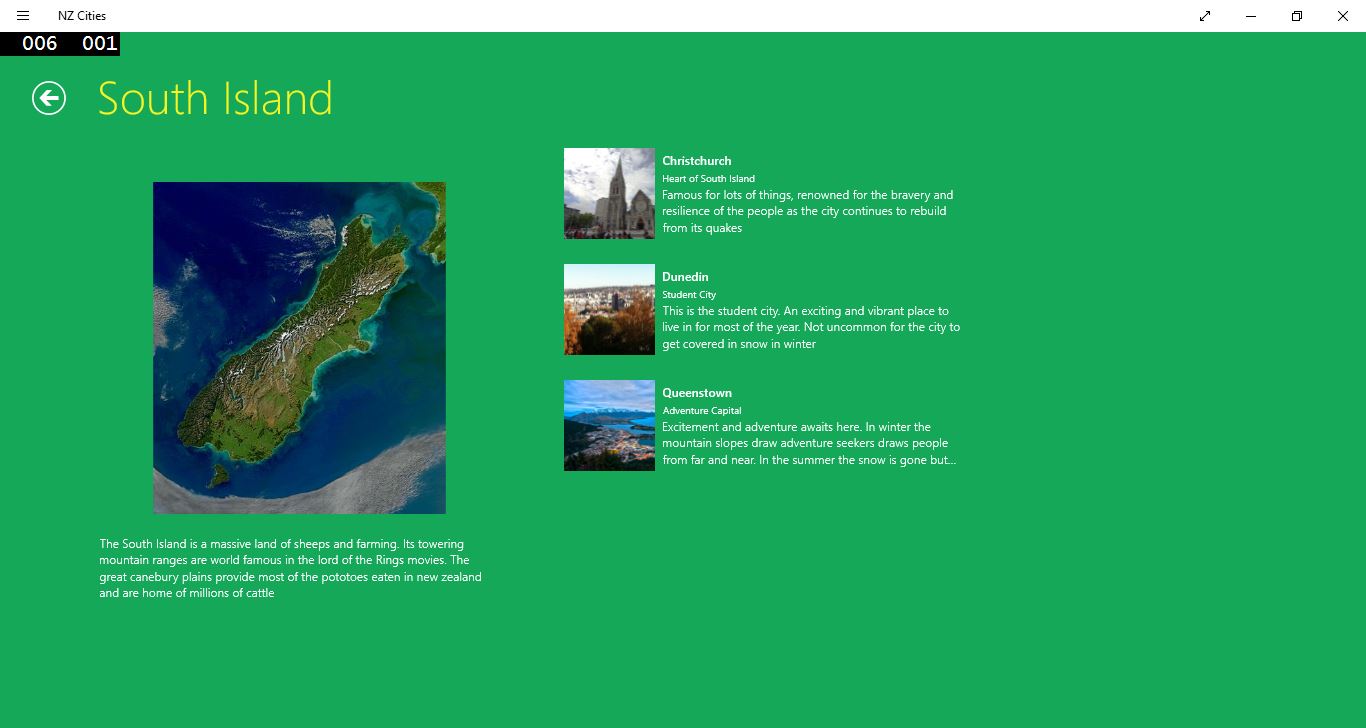 NZ Cities
006 001
South Island
Christchurch
Heart of South Island
Famous for lots of things, renowned for the bravery and
resilience of the people as the city continues to rebuild
from its quakes
Dunedin
Student City
This is the student city. An exciting and vibrant place to
live in for most of the year. Not uncommon for the city to
get covered in snow in winter
Queenstown
Adventure Capital
Excitement and adventure awaits here. In winter the
mountain slopes draw adventure seekers draws people
from far and near. In the summer the snow is gone but...
The South Island is a massive land of sheeps and farming. Its towering
mountain ranges are world famous in the lord of the Rings movies. The
great canebury plains provide most of the pototoes eaten in new zealand
and are home of millions of cattle